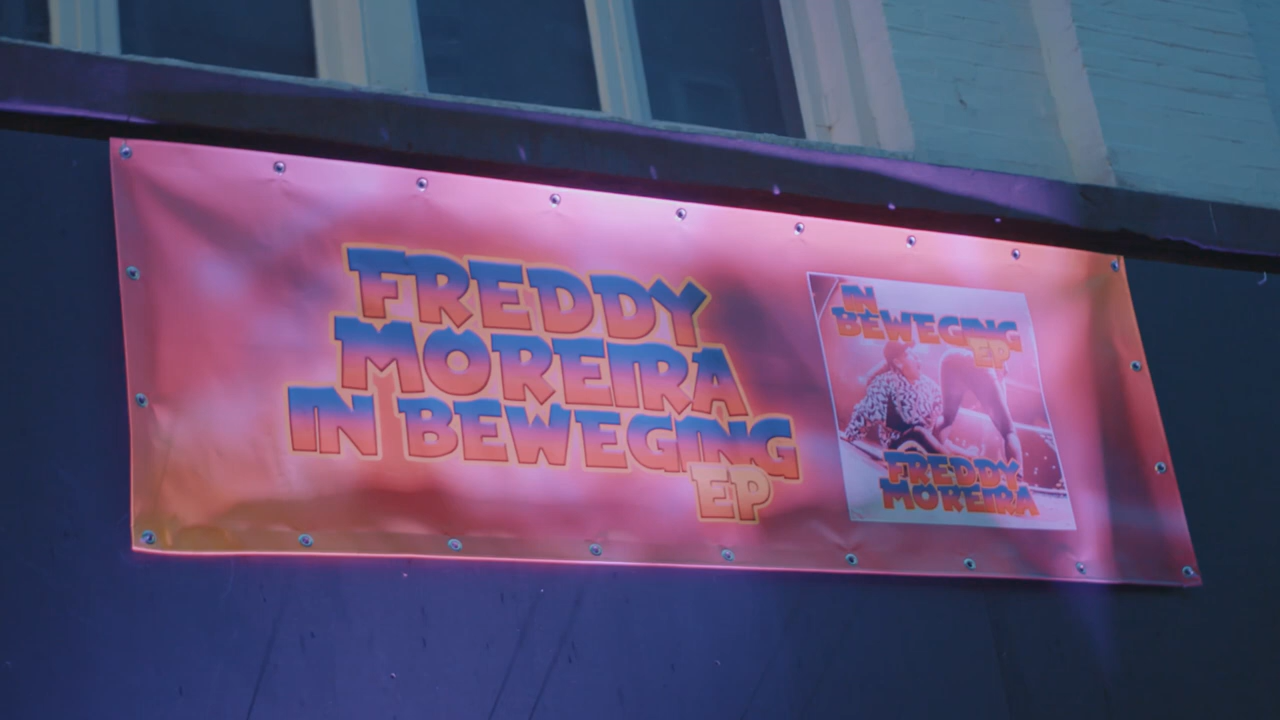 FREDDY
MOREIRA
IN BEWEGING
EP
IN
BEWEGING
EP
FREDDY
MOREIRA